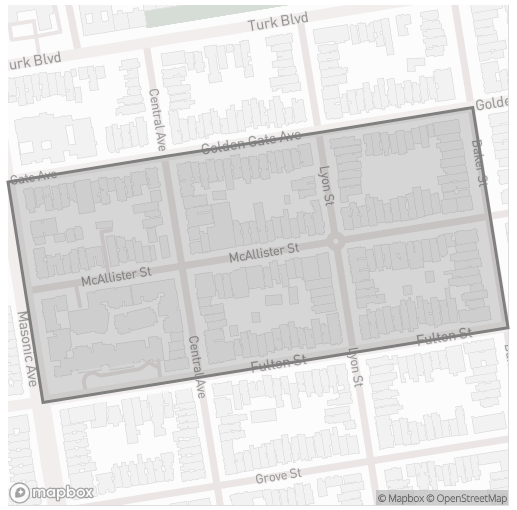 Turk Blvd
urk Blvd
Central Ave
Golde
Golden Gate Ave
Gate Ave
Baker St
Lyon St
McAllister St
McAllister St
Masonic Ave
Fulton St
Central Ave
Fulton St
Lyon St
Grove St
mapbox
© Mapbox © OpenStreetMap